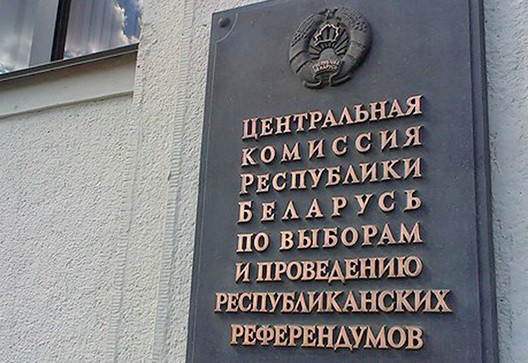 ЦЕНТРАЛЬНАЯ
КОМИССИЯ
РЕСПУБЛИКИ
БЕЛАРУСЬ
ПО ВЫБОРАМ
И ПРОВЕДЕНИЮ
РЕСПУБЛИКАНСКИХ
РЕФЕРЕНДУМОВ